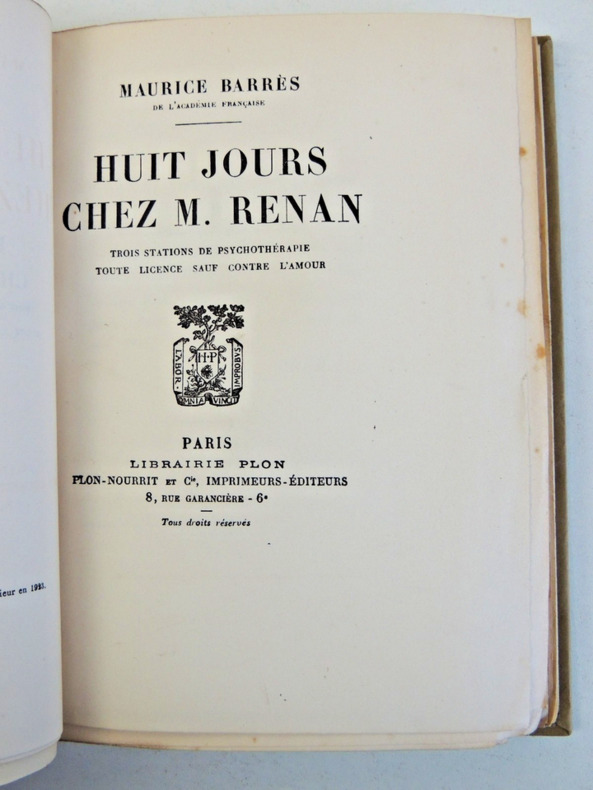 MAURICE BARRÈS
DE L'ACADÉMIE FRANÇAISE
HUIT JOURS
CHEZ M. RENAN
TROIS STATIONS DE PSYCHOTHÉRAPIE
TOUTE LICENCE SAUF CONTRE L'AMOUR
LABOR
H·P
IMPROBVS
OMNIA VINCIT
PARIS
LIBRAIRIE PLON
PLON-NOURRIT ET Cie, IMPRIMEURS-ÉDITEURS
8, RUE GARANCIÈRE - 6e
Tous droits réservés
ieur en 1923.